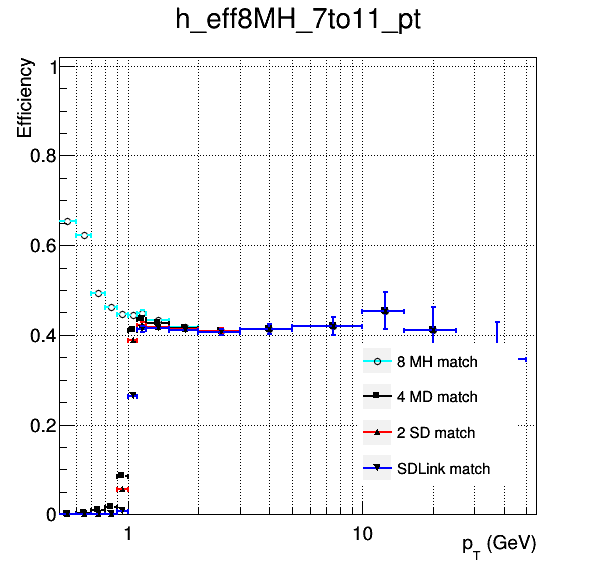 h_eff8MH_7to11_pt
Efficiency
1
0.8
0.6
0.4
0.2
0
8 MH match
4 MD match
2 SD match
SDLink match
1
10
p_T (GeV)